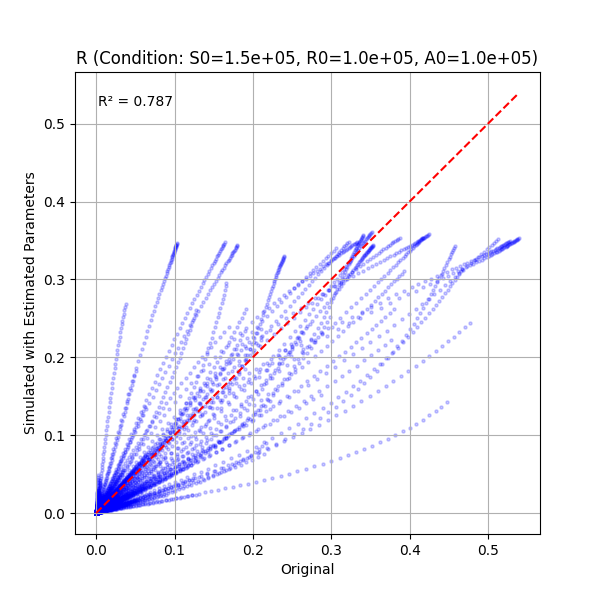 R (Condition: S0=1.5e+05, R0=1.0e+05, A0=1.0e+05)
R² = 0.787
Simulated with Estimated Parameters
0.5
0.4
0.3
0.2
0.1
0.0
0.0 0.1 0.2 0.3 0.4 0.5
Original